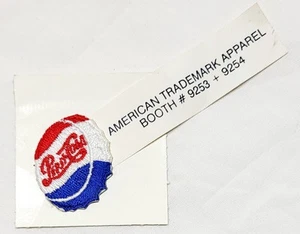 AMERICAN TRADEMARK APPAREL
BOOTH # 9253 + 9254
Pepsi-Cola